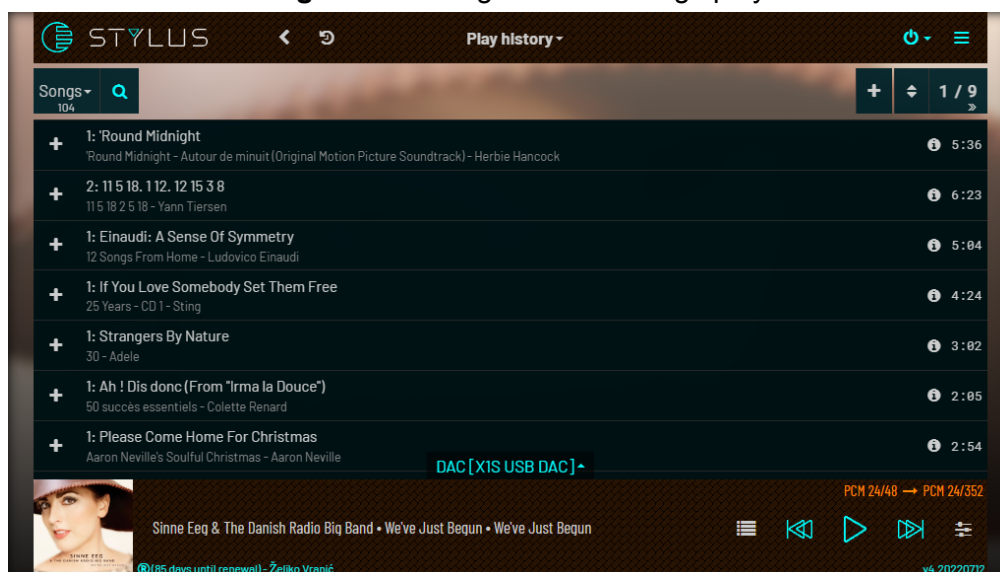 STYLUS
Play history
Songs
104
1 / 9
»
1: 'Round Midnight
'Round Midnight - Autour de minuit (Original Motion Picture Soundtrack) - Herbie Hancock
5:36
2: 11 5 18. 1 12. 12 15 3 8
11 5 18 2 5 18 - Yann Tiersen
6:23
1: Einaudi: A Sense Of Symmetry
12 Songs From Home - Ludovico Einaudi
5:04
1: If You Love Somebody Set Them Free
25 Years - CD 1 - Sting
4:24
1: Strangers By Nature
30 - Adele
3:02
1: Ah ! Dis donc (From "Irma la Douce")
50 succès essentiels - Colette Renard
2:05
1: Please Come Home For Christmas
Aaron Neville's Soulful Christmas - Aaron Neville
2:54
DAC [X1S USB DAC]
PCM 24/48 → PCM 24/352
Sinne Eeg & The Danish Radio Big Band • We've Just Begun • We've Just Begun
SINNE EEG
& THE DANISH RADIO BIG BAND
® (85 days until renewal) - Željko Vranić
v4.20220712